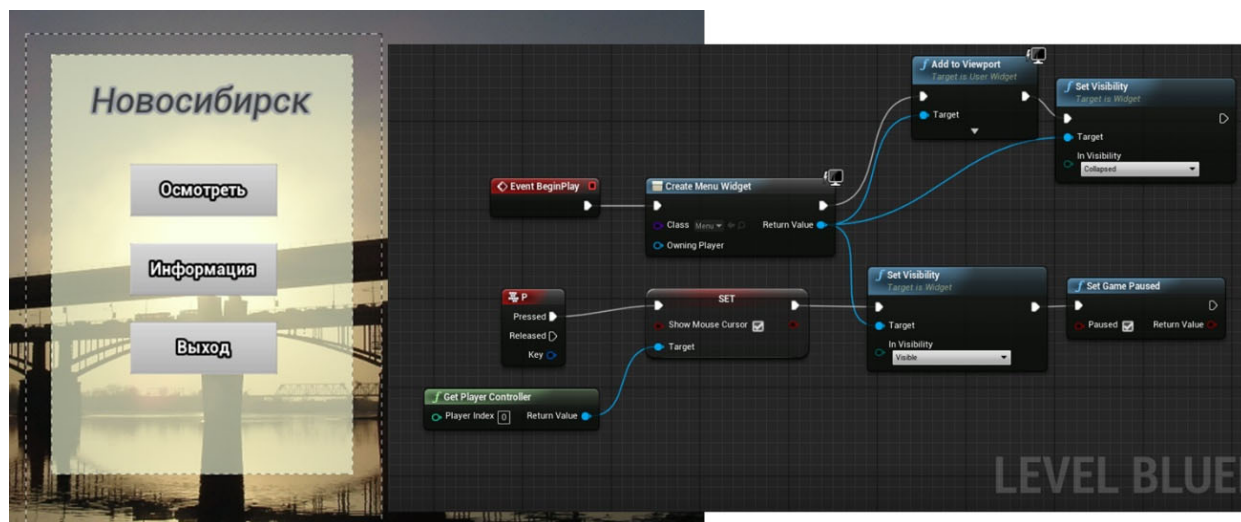 Новосибирск
Осмотреть
Информация
Выход
Add to Viewport
Target is User Widget
Target
Set Visibility
Target is Widget
Target
In Visibility
Collapsed
Event BeginPlay
Create Menu Widget
Class Menu Return Value
Owning Player
P
Pressed
Released
Key
SET
Show Mouse Cursor
Target
Set Visibility
Target is Widget
Target
In Visibility
Visible
Set Game Paused
Paused Return Value
Get Player Controller
Player Index 0 Return Value
LEVEL BLUE